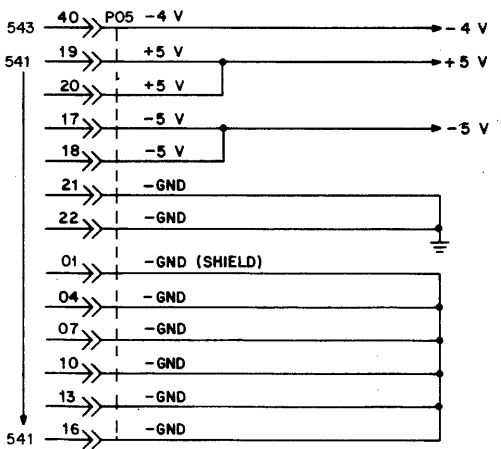 543 40 P05 -4 V -4 V
541 19 +5 V +5 V
20 +5 V
17 -5 V -5 V
18 -5 V
21 -GND
22 -GND
01 -GND (SHIELD)
04 -GND
07 -GND
10 -GND
13 -GND
541 16 -GND